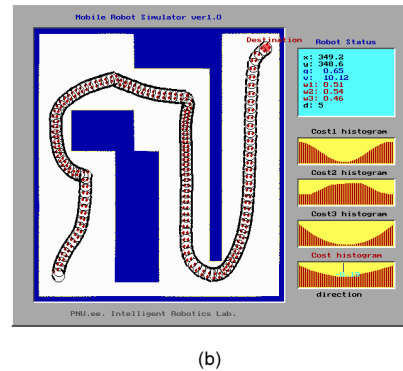 Mobile Robot Simulator ver1.0
Destination
Robot Status
x: 349.2
y: 348.6
q: 0.65
v: 10.12
w1: 0.51
w2: 0.54
w3: 0.46
d: 5
Cost1 histogram
Cost2 histogram
Cost3 histogram
Cost histogram
direction
PNU.ee. Intelligent Robotics Lab.
(b)